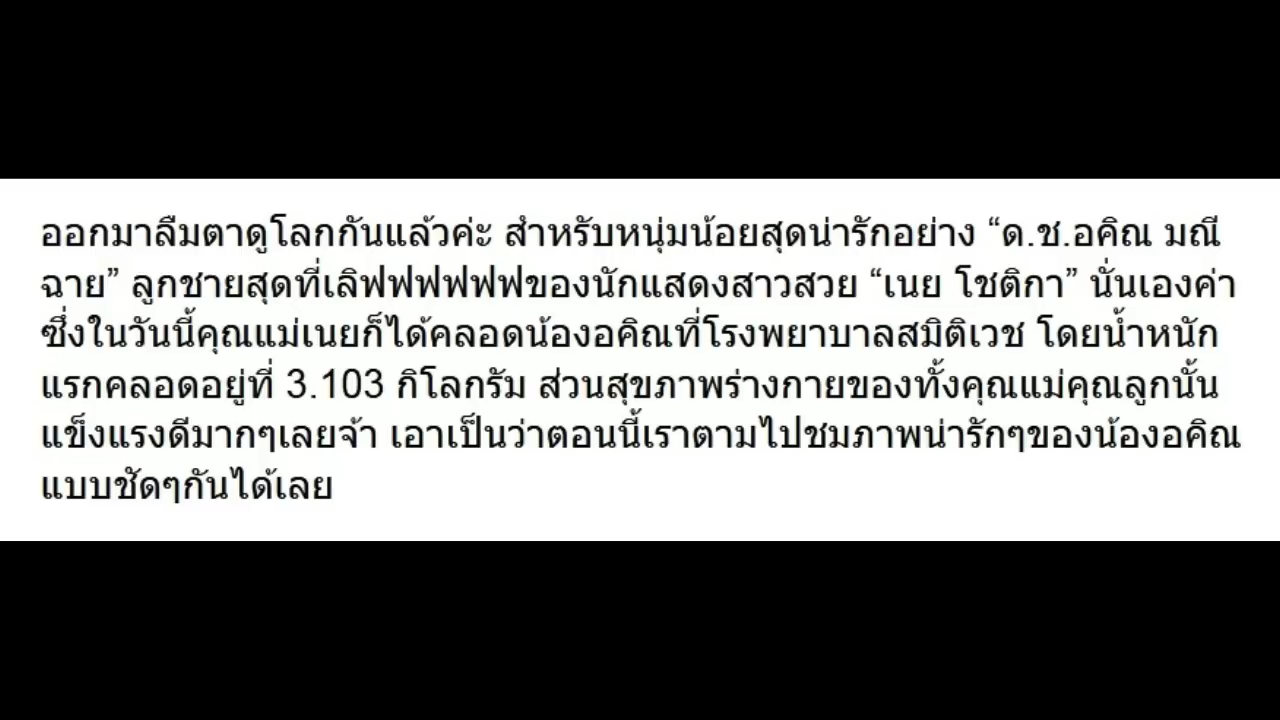 ออกมาลืมตาดูโลกกันแล้วค่ะ สำหรับหนุ่มน้อยสุดน่ารักอย่าง “ด.ช.อคิณ มณี
ฉาย” ลูกชายสุดที่เลิฟฟฟฟฟฟของนักแสดงสาวสวย “เนย โชติกา” นั่นเองค่า
ซึ่งในวันนี้คุณแม่เนยก็ได้คลอดน้องอคิณที่โรงพยาบาลสมิติเวช โดยน้ำหนัก
แรกคลอดอยู่ที่ 3.103 กิโลกรัม ส่วนสุขภาพร่างกายของทั้งคุณแม่คุณลูกนั้น
แข็งแรงดีมากๆเลยจ้า เอาเป็นว่าตอนนี้เราตามไปชมภาพน่ารักๆของน้องอคิณ
แบบชัดๆกันได้เลย